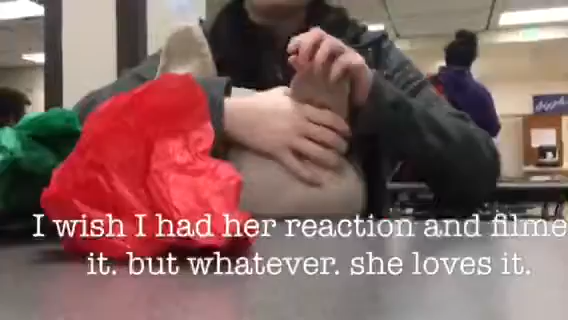 I wish I had her reaction and filme
it. but whatever. she loves it.